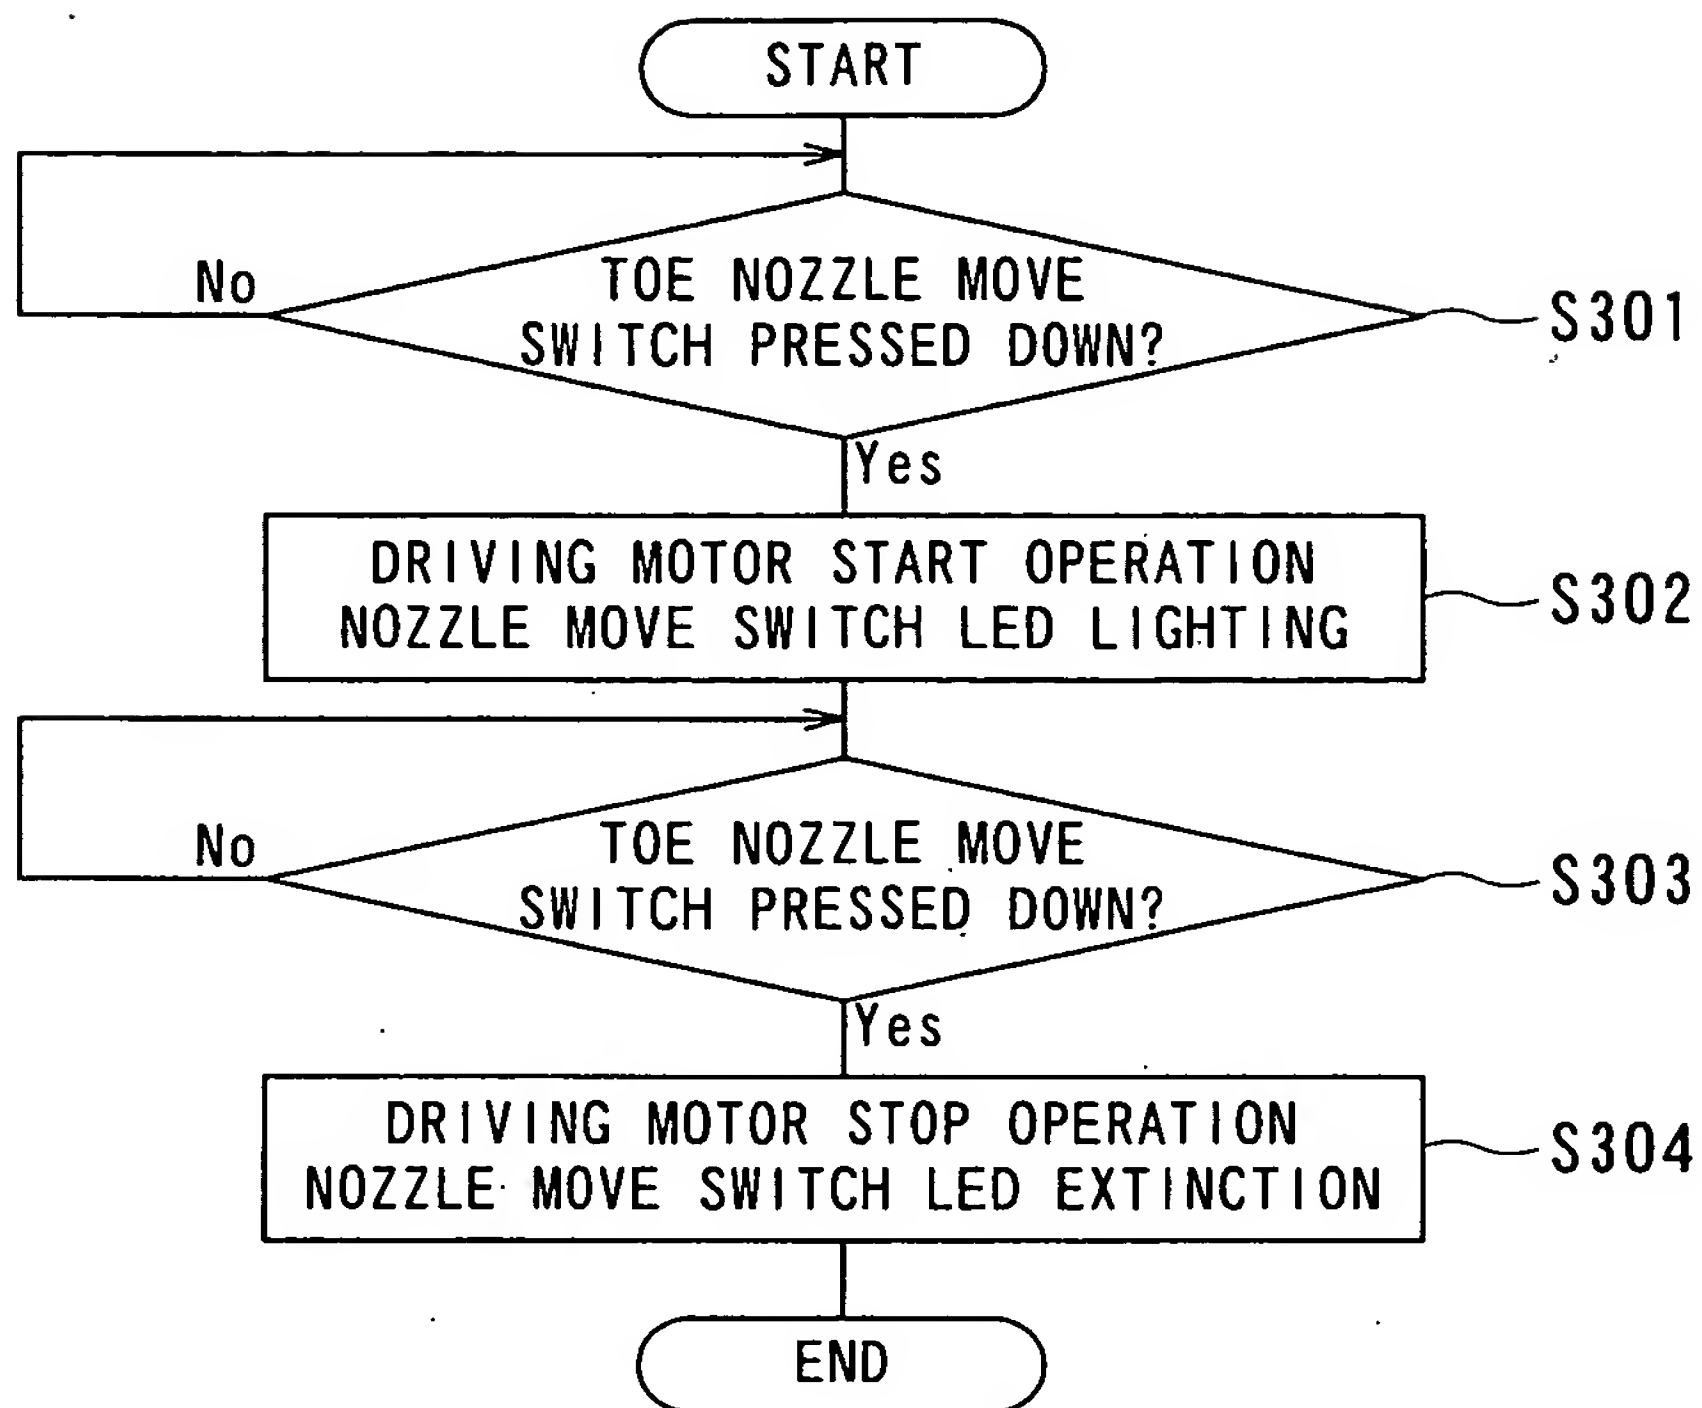 START
No
TOE NOZZLE MOVE
SWITCH PRESSED DOWN?
S301
Yes
DRIVING MOTOR START OPERATION
NOZZLE MOVE SWITCH LED LIGHTING
S302
No
TOE NOZZLE MOVE
SWITCH PRESSED DOWN?
S303
Yes
DRIVING MOTOR STOP OPERATION
NOZZLE MOVE SWITCH LED EXTINCTION
S304
END